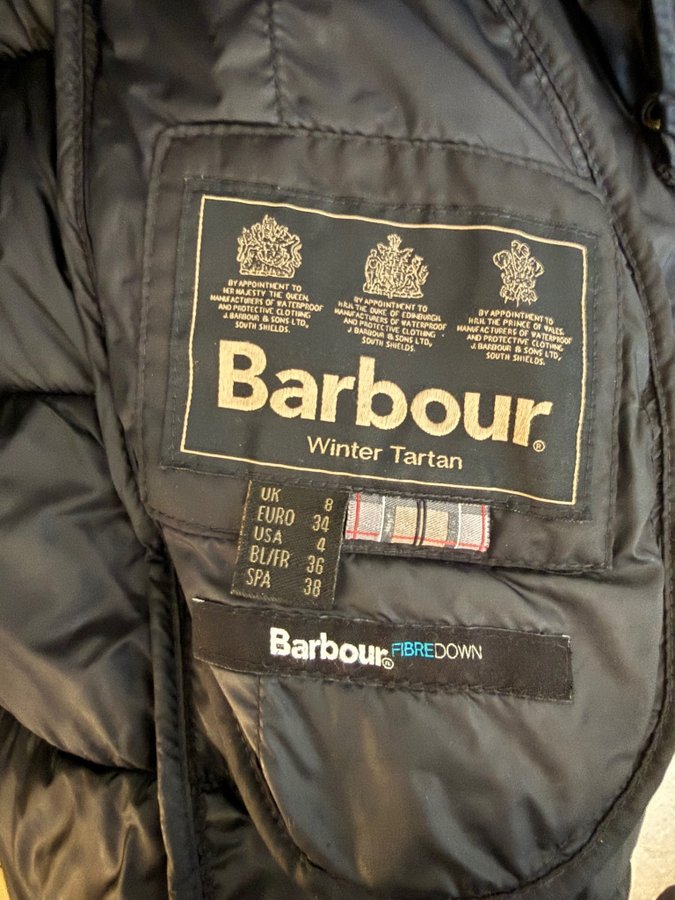 BY APPOINTMENT TO
HER MAJESTY THE QUEEN,
MANUFACTURERS OF WATERPROOF
AND PROTECTIVE CLOTHING
J. BARBOUR & SONS LTD,
SOUTH SHIELDS.
BY APPOINTMENT TO
H.R.H. THE DUKE OF EDINBURGH
MANUFACTURERS OF WATERPROOF
AND PROTECTIVE CLOTHING
J BARBOUR & SONS LTD,
SOUTH SHIELDS.
BY APPOINTMENT TO
H.R.H. THE PRINCE OF WALES,
MANUFACTURERS OF WATERPROOF
AND PROTECTIVE CLOTHING
J. BARBOUR & SONS LTD,
SOUTH SHIELDS.
Barbour®
Winter Tartan
UK 8
EURO 34
USA 4
BL/FR 36
SPA 38
Barbour® FIBREDOWN